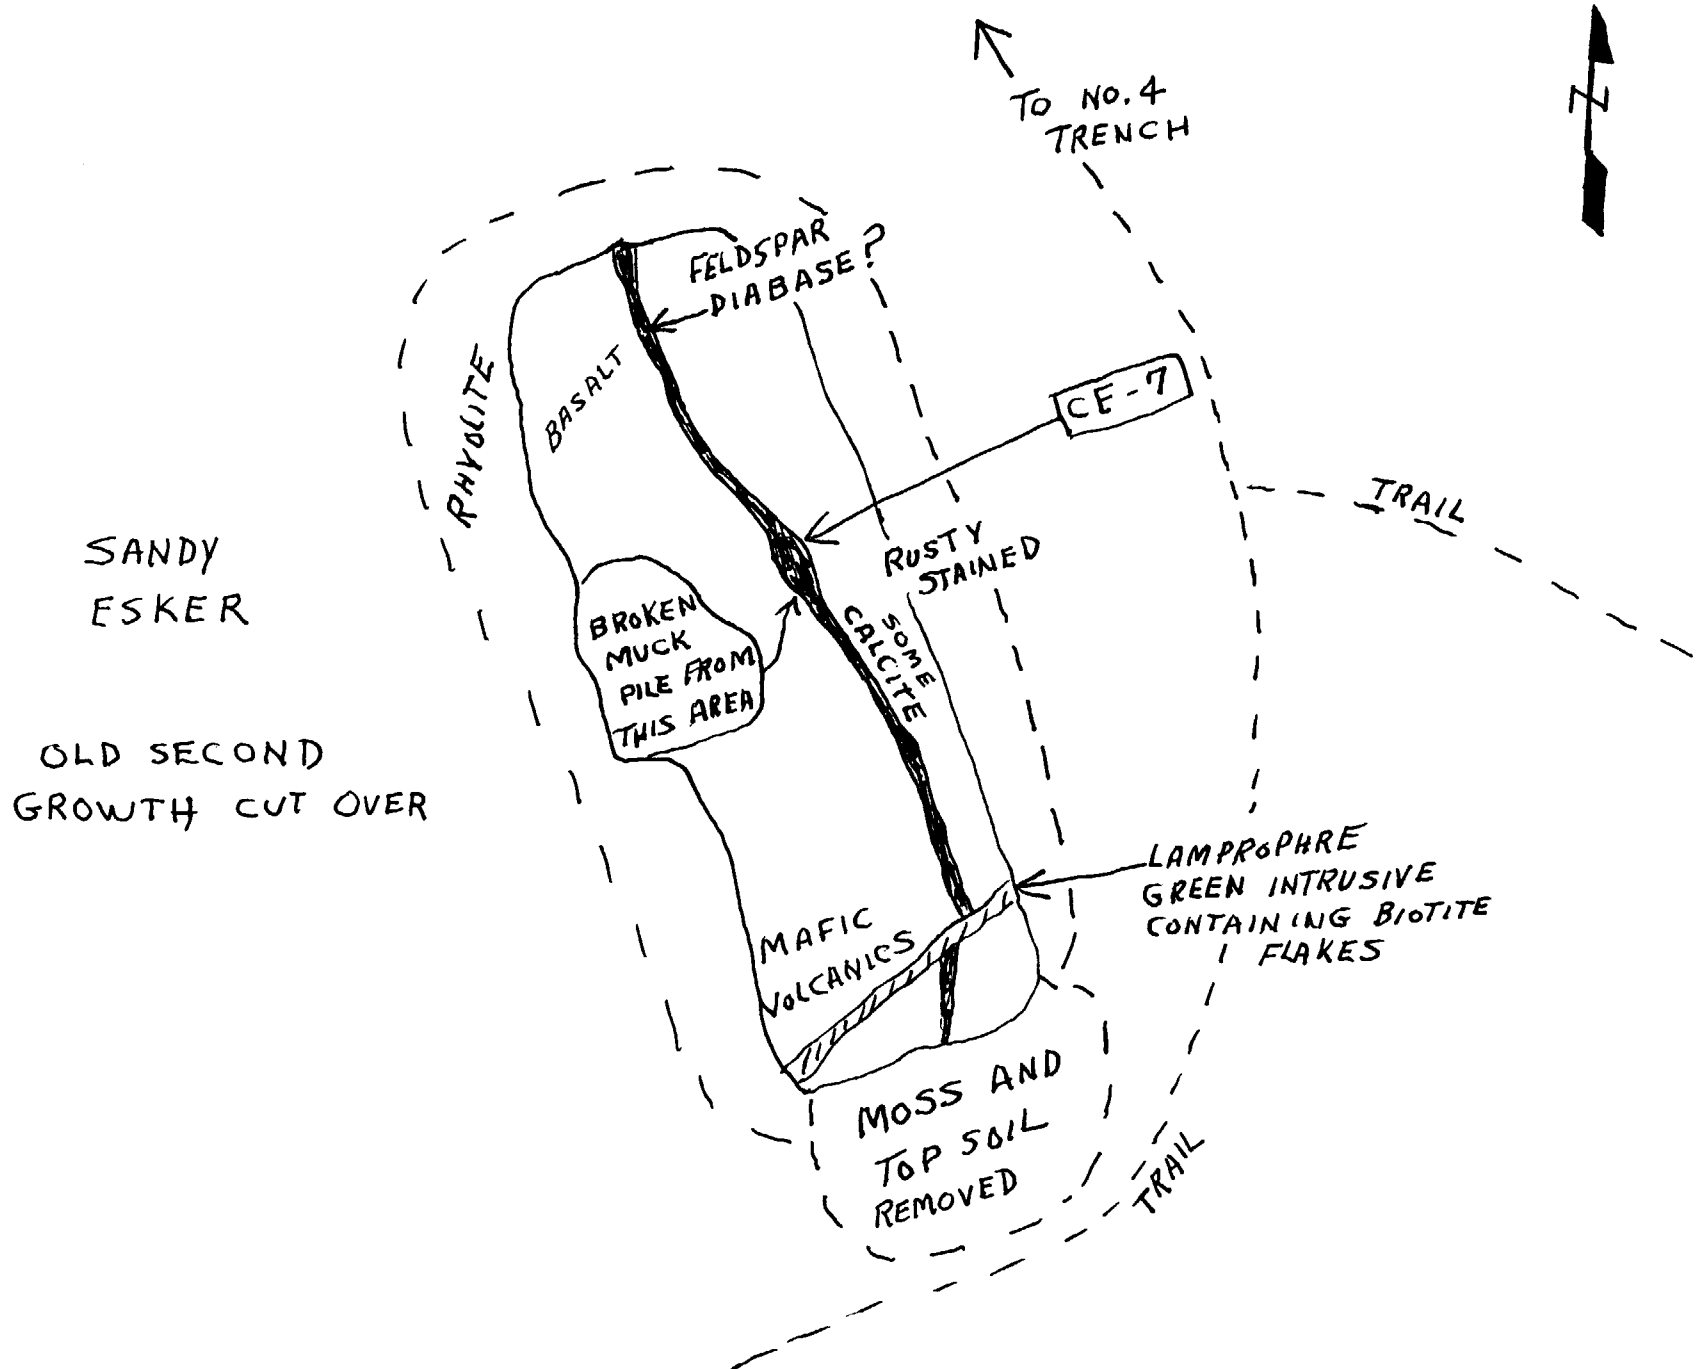 N
TO NO. 4
TRENCH
FELDSPAR
DIABASE?
RHYOLITE
BASALT
CE-7
TRAIL
RUSTY
STAINED
SANDY
ESKER
BROKEN
MUCK
PILE FROM
THIS AREA
SOME
CALCITE
OLD SECOND
GROWTH CUT OVER
LAMPROPHRE
GREEN INTRUSIVE
CONTAINING BIOTITE
FLAKES
MAFIC
VOLCANICS
MOSS AND
TOP SOIL
REMOVED
TRAIL